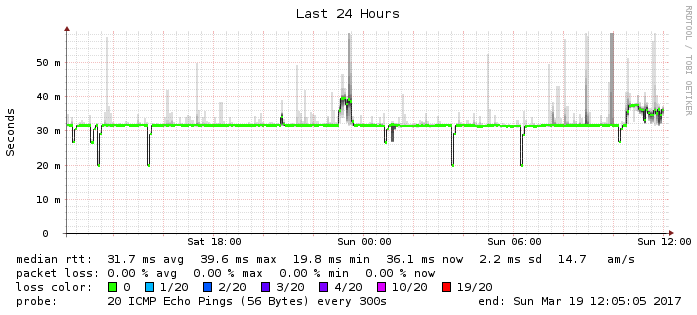 Last 24 Hours
RRDTOOL / TOBI OETIKER
Seconds
50 m
40 m
30 m
20 m
10 m
0
Sat 18:00 Sun 00:00 Sun 06:00 Sun 12:00
median rtt: 31.7 ms avg 39.6 ms max 19.8 ms min 36.1 ms now 2.2 ms sd 14.7 am/s
packet loss: 0.00 % avg 0.00 % max 0.00 % min 0.00 % now
loss color: 0 1/20 2/20 3/20 4/20 10/20 19/20
probe: 20 ICMP Echo Pings (56 Bytes) every 300s end: Sun Mar 19 12:05:05 2017